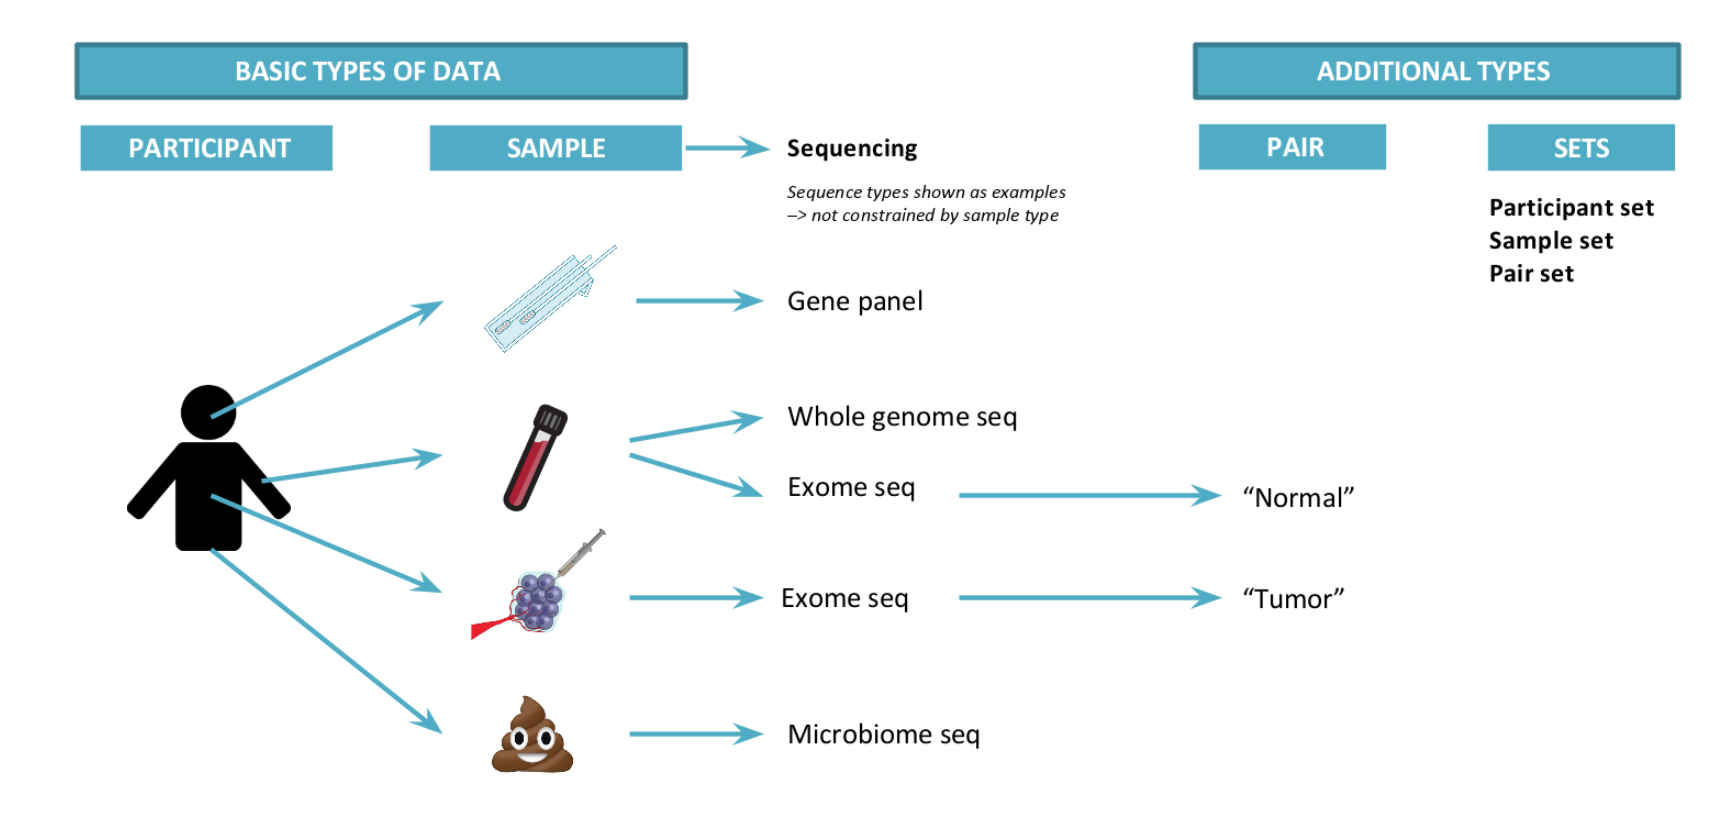 BASIC TYPES OF DATA
ADDITIONAL TYPES
PARTICIPANT
SAMPLE
Sequencing
PAIR
SETS
Sequence types shown as examples
–> not constrained by sample type
Participant set
Sample set
Pair set
Gene panel
Whole genome seq
Exome seq
“Normal”
Exome seq
“Tumor”
Microbiome seq